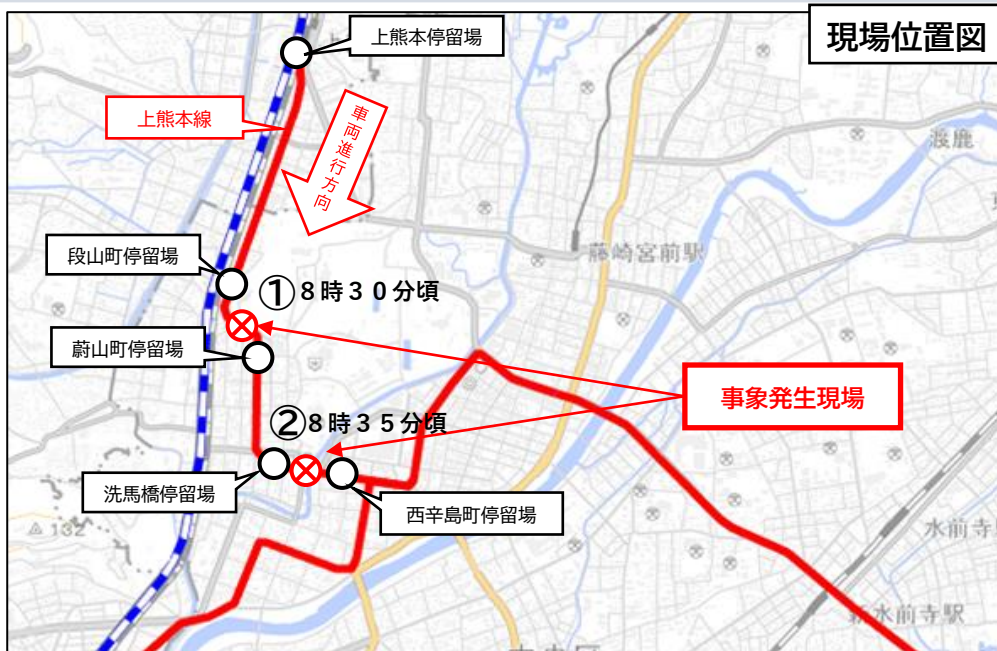 現場位置図
上熊本停留場
上熊本線
車両進行方向
渡鹿
段山町停留場
①8時30分頃
藤崎宮前駅
蔚山町停留場
事象発生現場
②8時35分頃
洗馬橋停留場
西辛島町停留場
132
水前寺
新水前寺駅